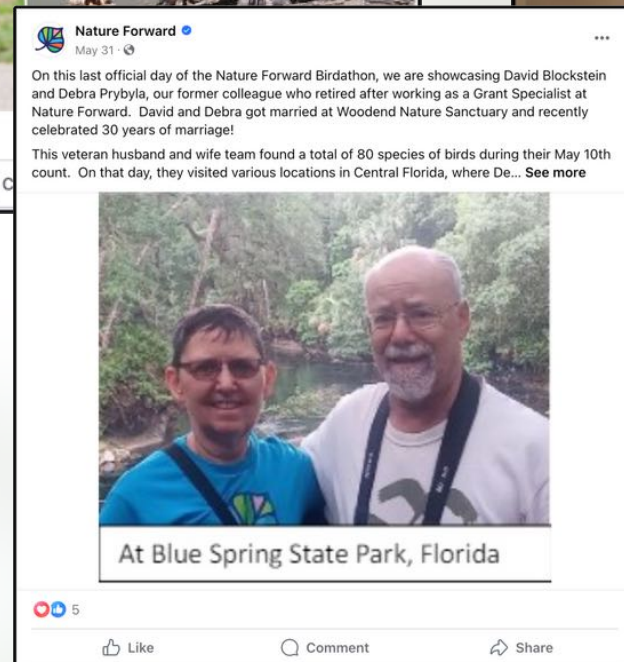 Nature Forward
May 31
On this last official day of the Nature Forward Birdathon, we are showcasing David Blockstein
and Debra Prybyla, our former colleague who retired after working as a Grant Specialist at
Nature Forward. David and Debra got married at Woodend Nature Sanctuary and recently
celebrated 30 years of marriage!
This veteran husband and wife team found a total of 80 species of birds during their May 10th
count. On that day, they visited various locations in Central Florida, where De... See more
At Blue Spring State Park, Florida
5
Like Comment Share